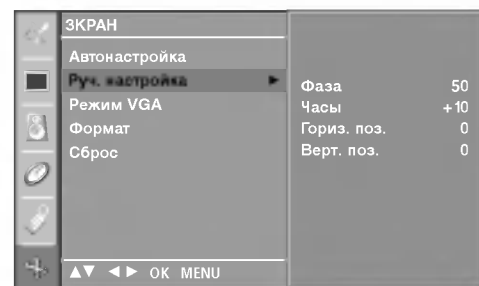 ЭКРАН
Автонастройка
Руч. настройка ►
Режим VGA
Формат
Сброс
Фаза 50
Часы +10
Гориз. поз. 0
Верт. поз. 0
▲▼ ◄► OK MENU